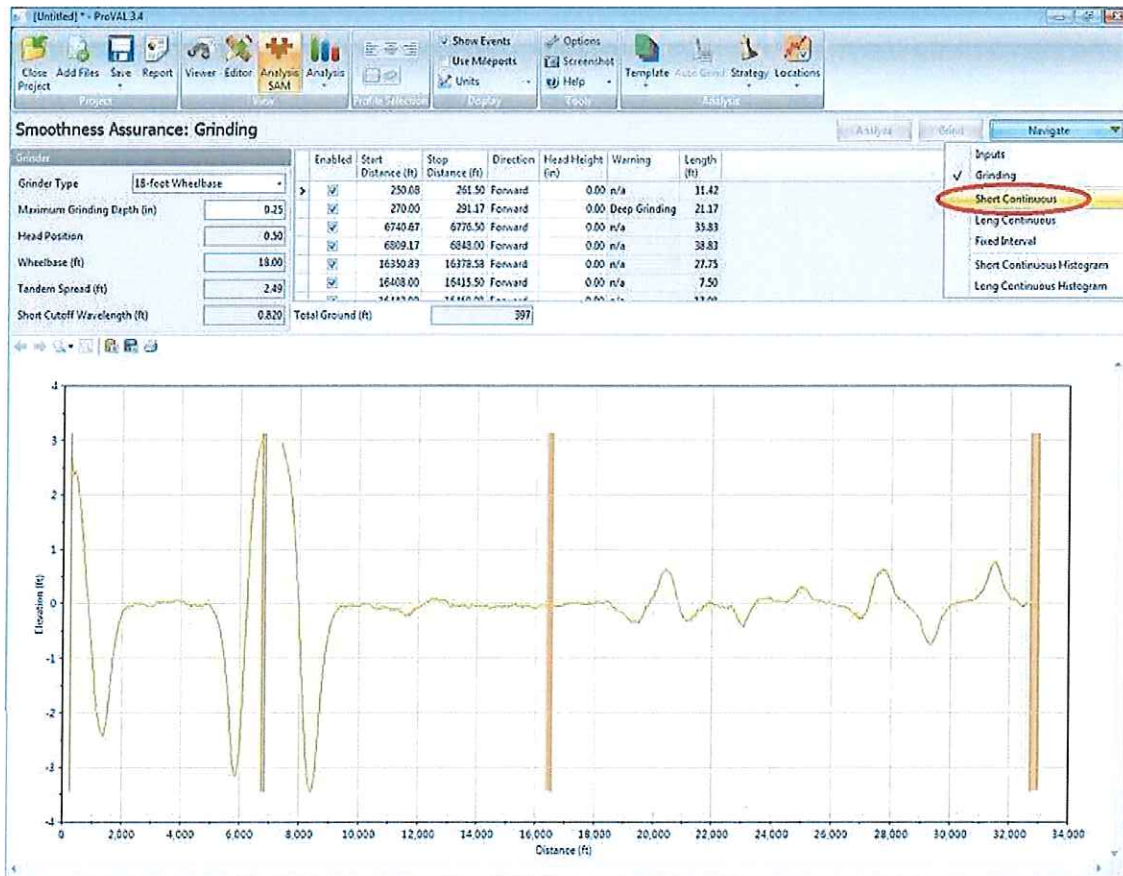 [Untitled] * - ProVAL 3.4
Close Project
Add Files
Save
Report
Viewer
Editor
Analysis SAM
Analysis
Show Events
Use Mileposts
Units
Options
Screenshot
Help
Template
Auto Grind
Strategy
Locations
Project
View
Profile Selection
Display
Tools
Analysis
Smoothness Assurance: Grinding
Analyze
Grind
Navigate
Inputs
Grinding
Short Continuous
Long Continuous
Fixed Interval
Short Continuous Histogram
Long Continuous Histogram
Grinder
Grinder Type 18-foot Wheelbase
Maximum Grinding Depth (in) 0.25
Head Position 0.50
Wheelbase (ft) 18.00
Tandem Spread (ft) 2.49
Short Cutoff Wavelength (ft) 0.820
Enabled Start Distance (ft) Stop Distance (ft) Direction Head Height (in) Warning Length (ft)
250.08 261.50 Forward 0.00 n/a 11.42
270.00 291.17 Forward 0.00 Deep Grinding 21.17
6740.67 6776.50 Forward 0.00 n/a 35.83
6809.17 6848.00 Forward 0.00 n/a 38.83
16350.83 16378.58 Forward 0.00 n/a 27.75
16408.00 16415.50 Forward 0.00 n/a 7.50
Total Ground (ft) 397
4
3
2
1
0
-1
-2
-3
-4
Elevation (ft)
0 2,000 4,000 6,000 8,000 10,000 12,000 14,000 16,000 18,000 20,000 22,000 24,000 26,000 28,000 30,000 32,000 34,000
Distance (ft)